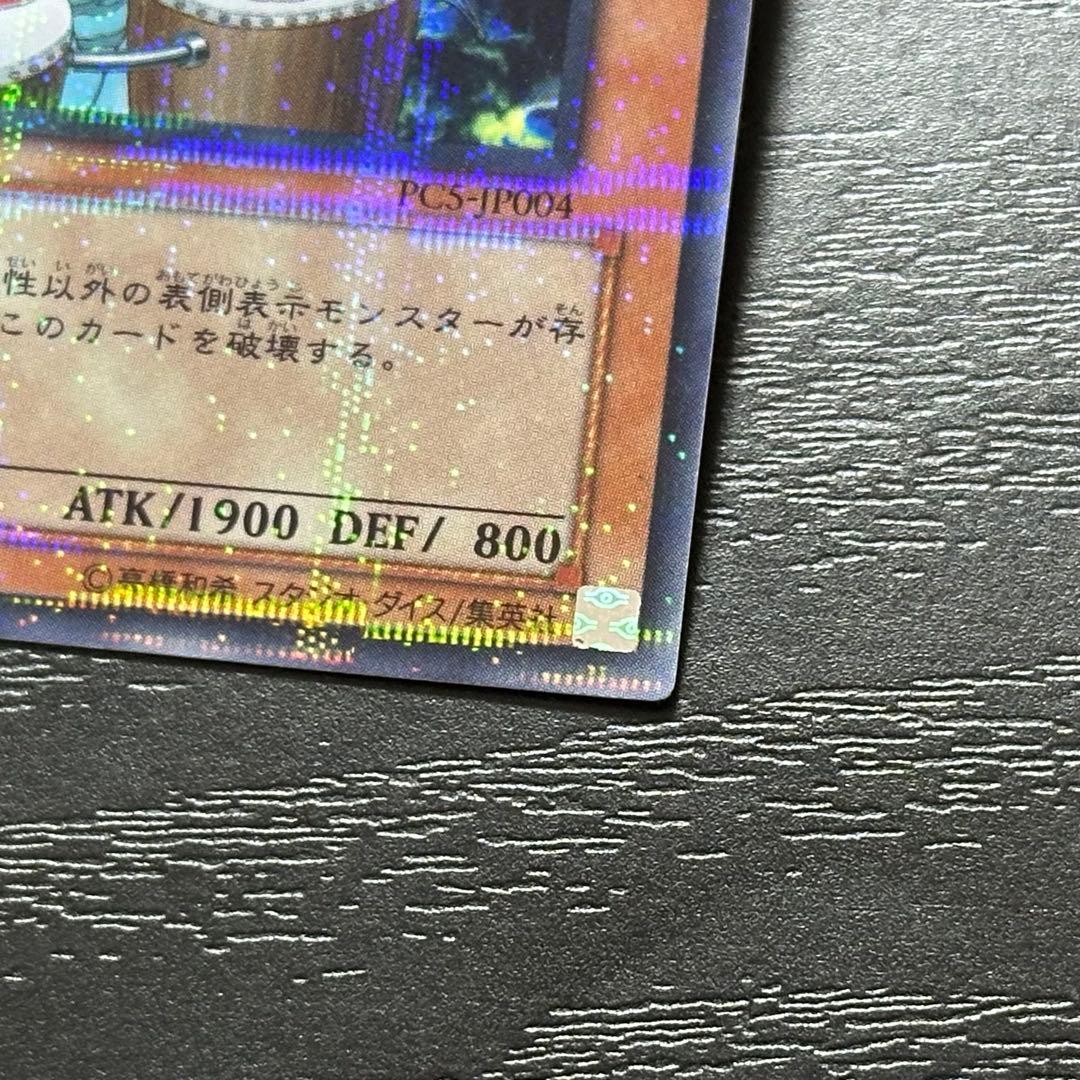 PC5-JP004
性以外の表側表示モンスターが存
このカードを破壊する。
ATK/1900 DEF/ 800
©高橋和希 スタジオ・ダイス/集英社